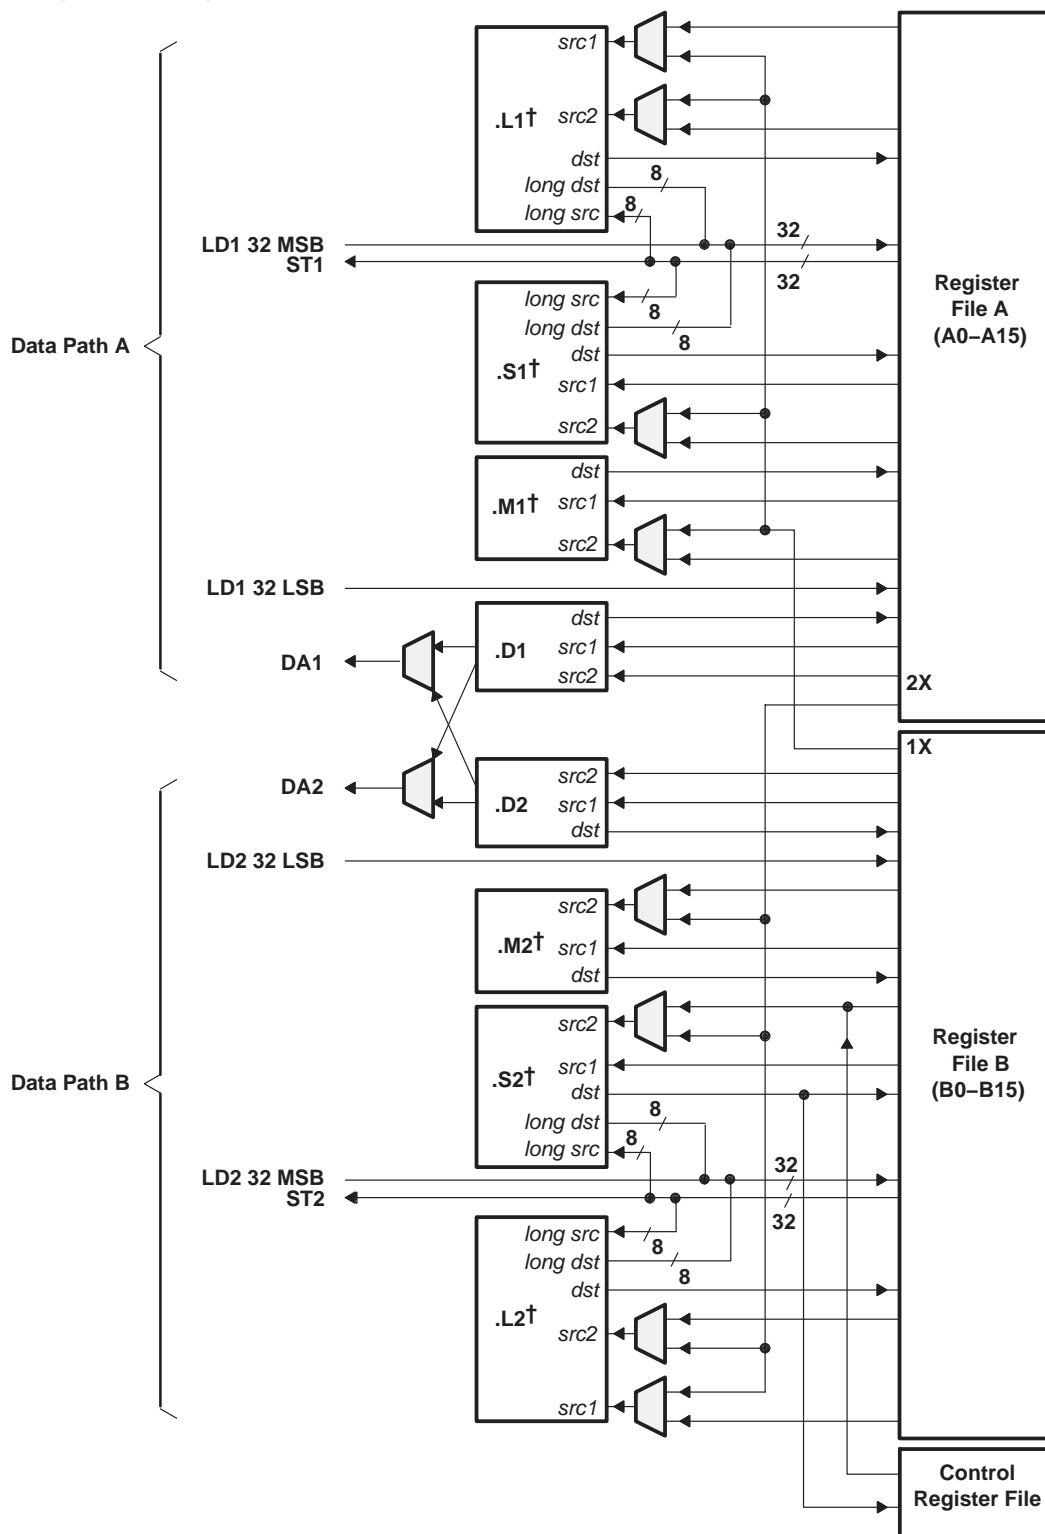 src1
.L1† src2
dst
8
long dst
8
long src
LD1 32 MSB
32
ST1
32
Register
File A
(A0–A15)
long src
8
long dst
8
Data Path A
dst
.S1†
src1
src2
dst
.M1† src1
src2
LD1 32 LSB
dst
.D1 src1
src2
DA1
2X
1X
DA2
src2
.D2 src1
dst
LD2 32 LSB
src2
.M2† src1
dst
src2
Register
File B
(B0–B15)
src1
.S2†
dst
Data Path B
8
long dst
8
long src
LD2 32 MSB
32
ST2
32
long src
8
long dst
8
dst
.L2†
src2
src1
Control
Register File